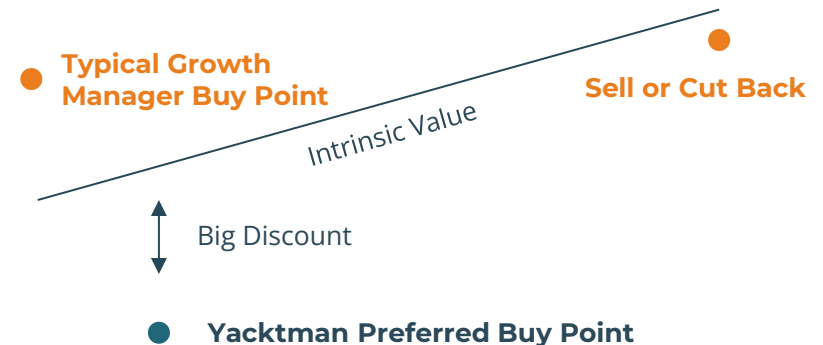 Typical Growth
Manager Buy Point
Sell or Cut Back
Intrinsic Value
Big Discount
Yacktman Preferred Buy Point